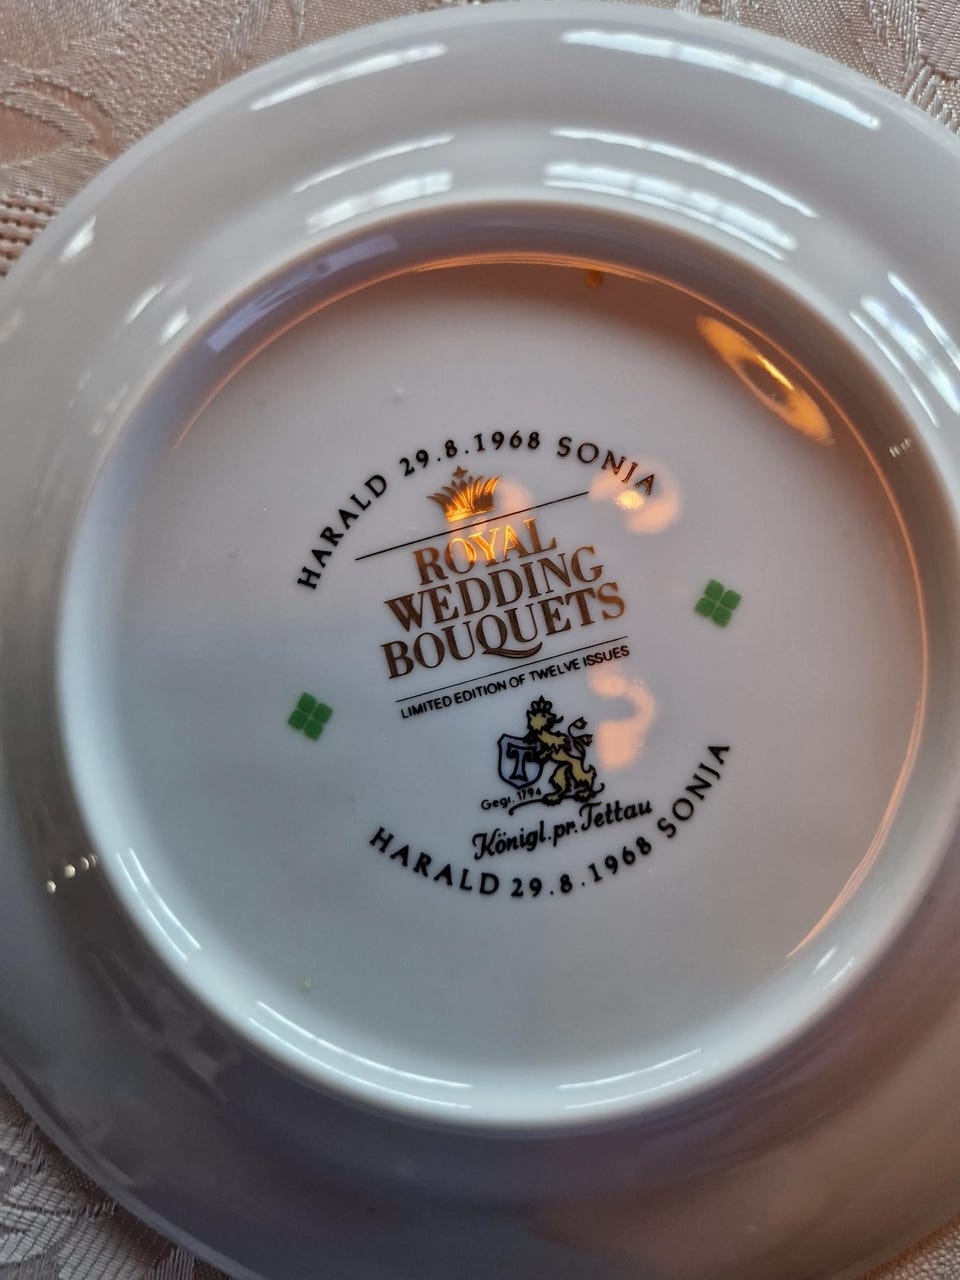 HARALD 29.8.1968 SONJA
ROYAL
WEDDING
BOUQUETS
LIMITED EDITION OF TWELVE ISSUES
T
Gegr. 1794
Königl. pr. Tettau
HARALD 29.8.1968 SONJA